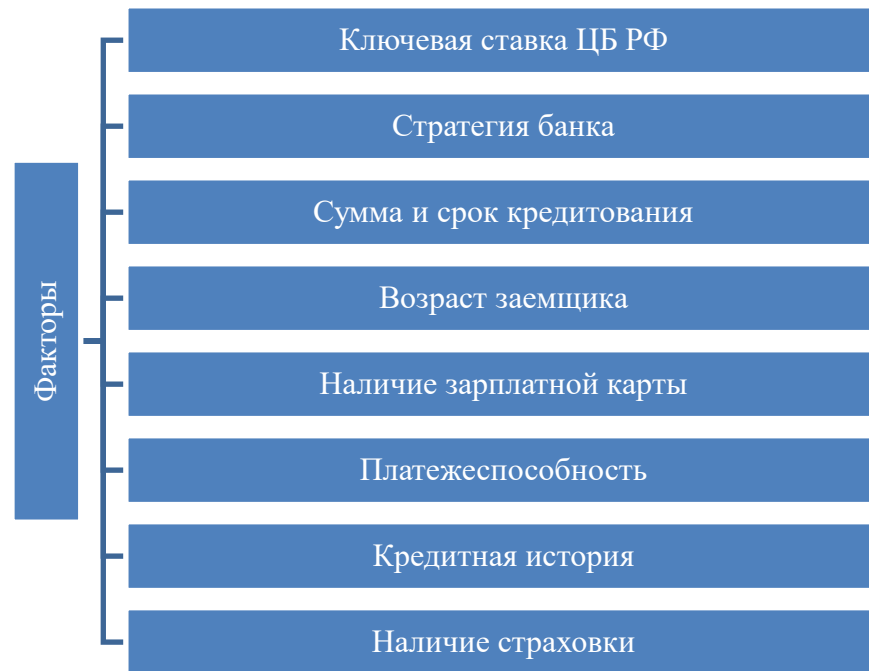 Факторы
Ключевая ставка ЦБ РФ
Стратегия банка
Сумма и срок кредитования
Возраст заемщика
Наличие зарплатной карты
Платежеспособность
Кредитная история
Наличие страховки